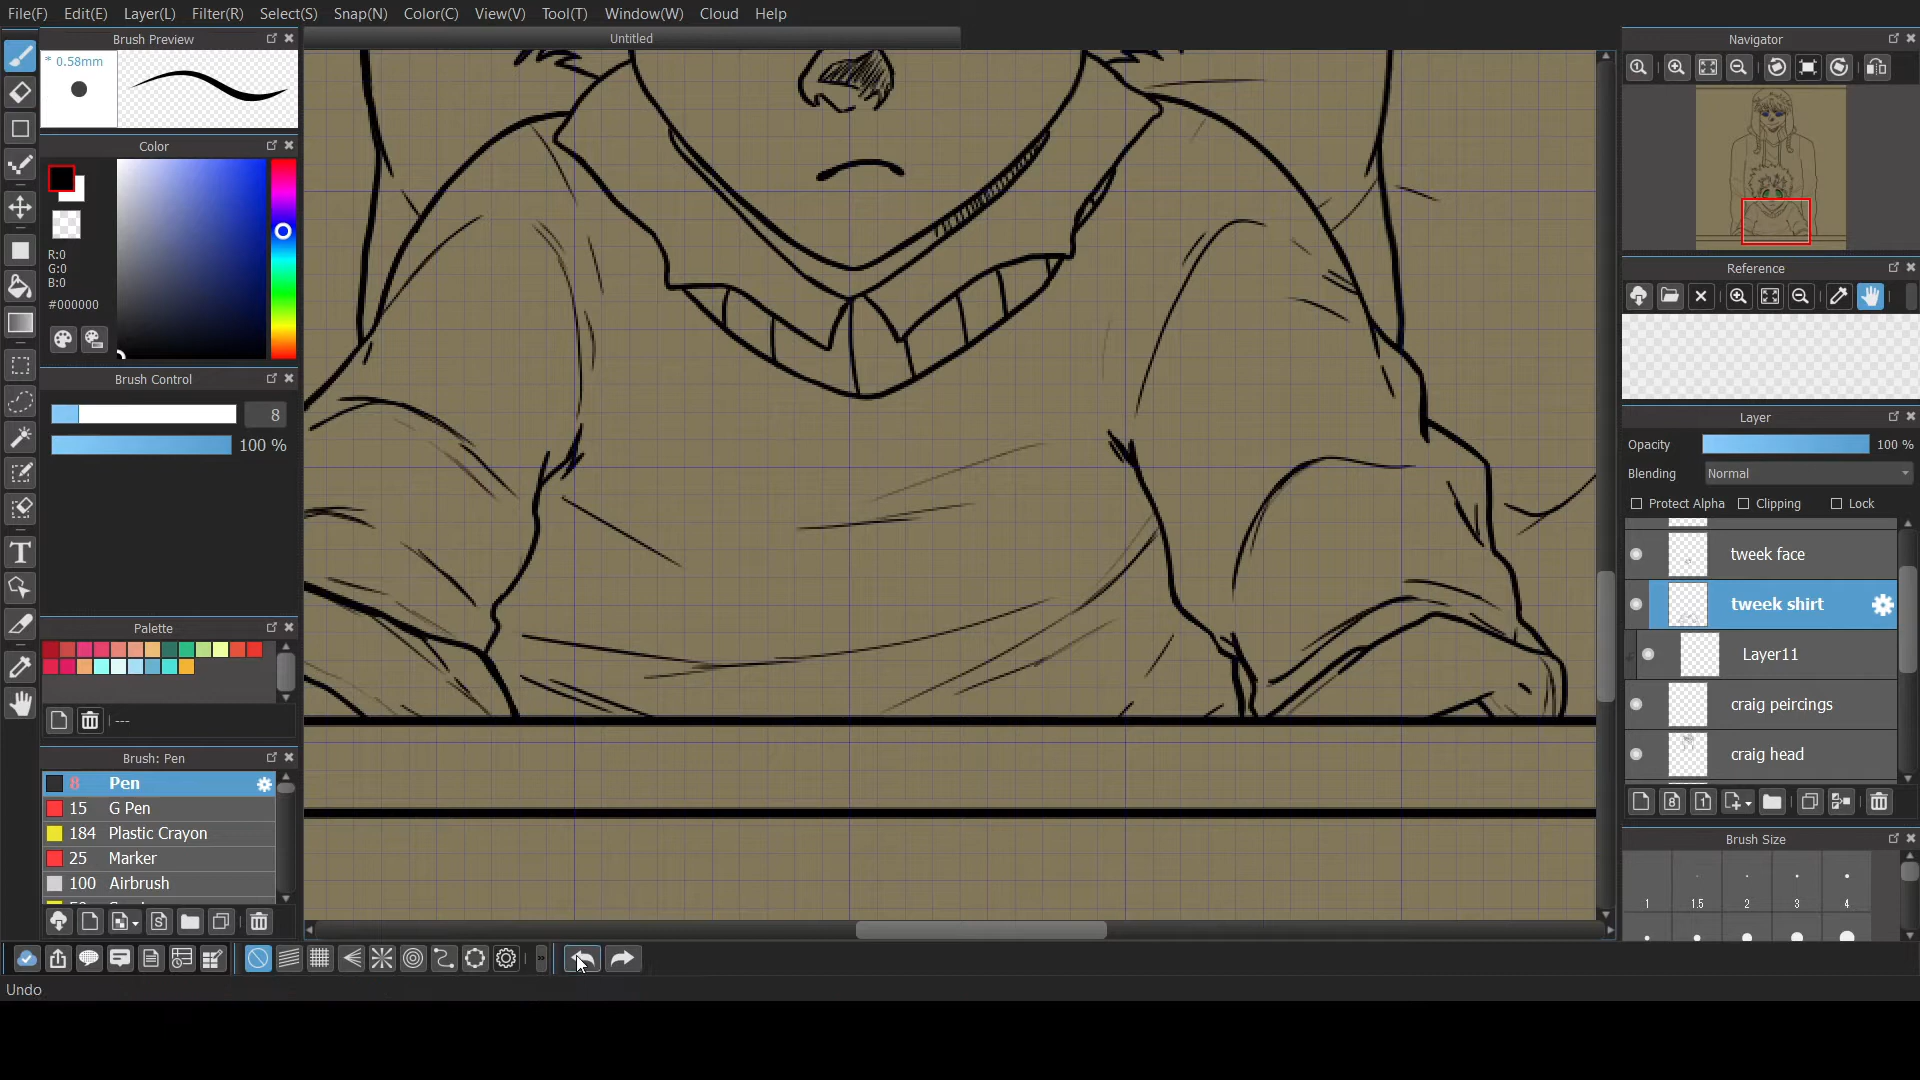 File(F) Edit(E) Layer(L) Filter(R) Select(S) Snap(N) Color(C) View(V) Tool(T) Window(W) Cloud Help
Brush Preview
Untitled
Navigator
* 0.58mm
Color
R:0
G:0
B:0
#000000
Reference
Brush Control
8
100 %
Layer
Opacity 100 %
Blending Normal
Protect Alpha Clipping Lock
tweek face
tweek shirt
Layer11
craig peircings
craig head
Palette
---
Brush: Pen
8 Pen
15 G Pen
184 Plastic Crayon
25 Marker
100 Airbrush
Brush Size
1 1.5 2 3 4
Undo